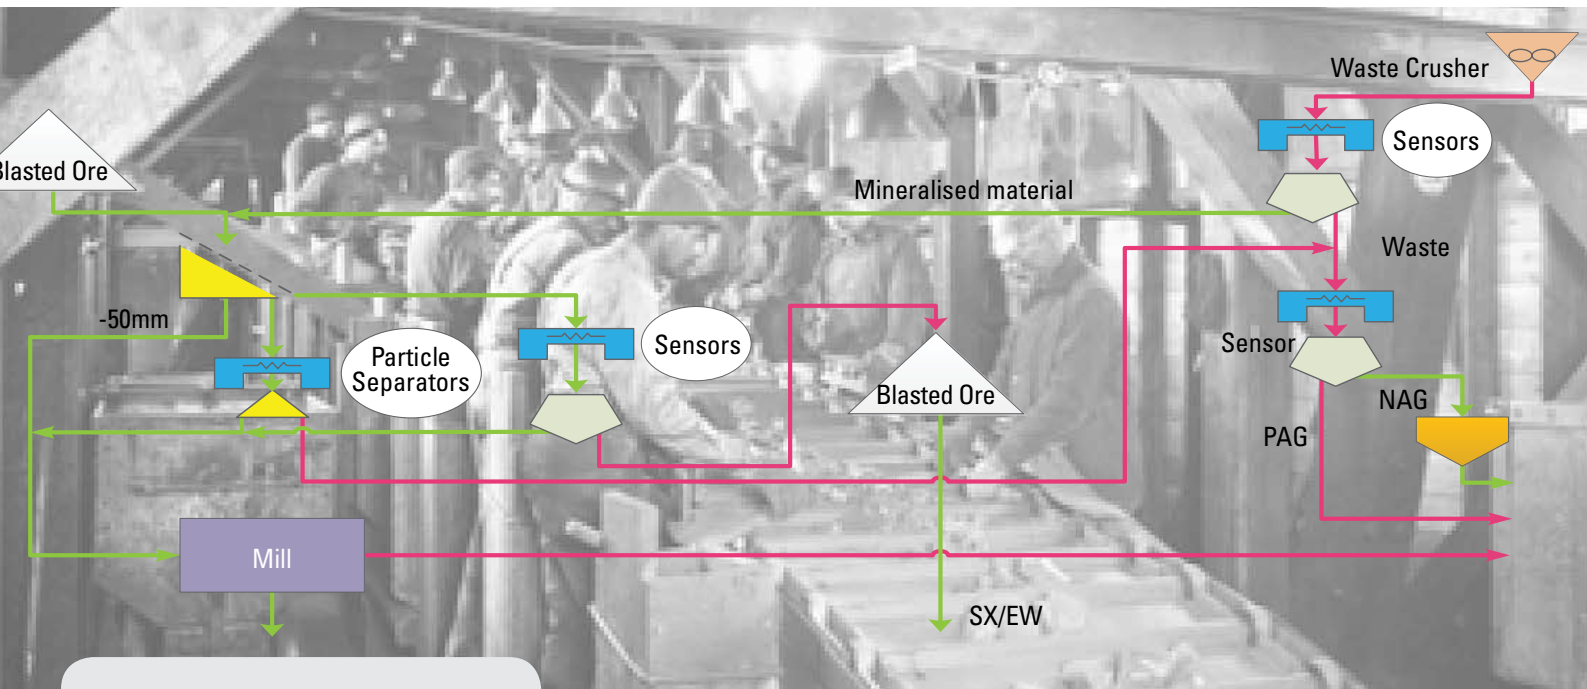 Waste Crusher
Sensors
Blasted Ore
Mineralised material
Waste
-50mm
Particle
Separators
Sensors
Sensor
Blasted Ore
NAG
PAG
Mill
SX/EW